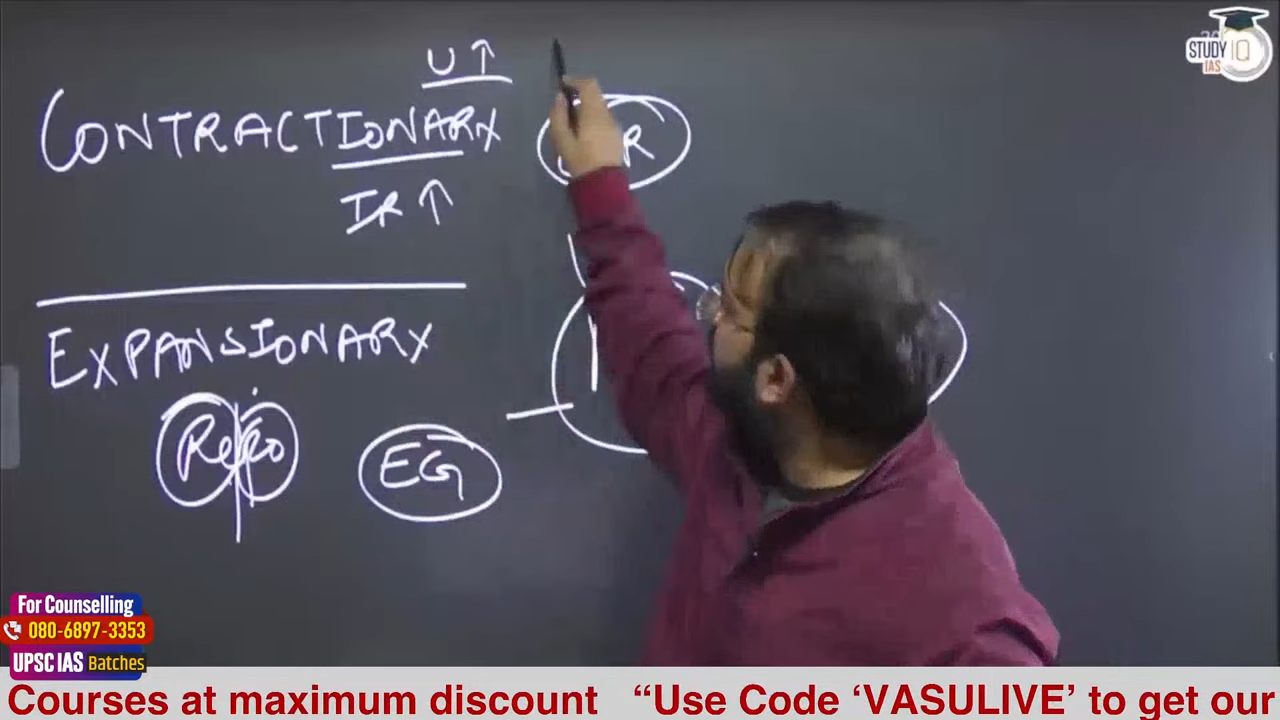 STUDY IQ
IAS
U ↑
CONTRACTIONARY
IR ↑
EXPANSIONARY
Repo
EG
For Counselling
080-6897-3353
UPSC IAS Batches
Courses at maximum discount “Use Code ‘VASULIVE’ to get our